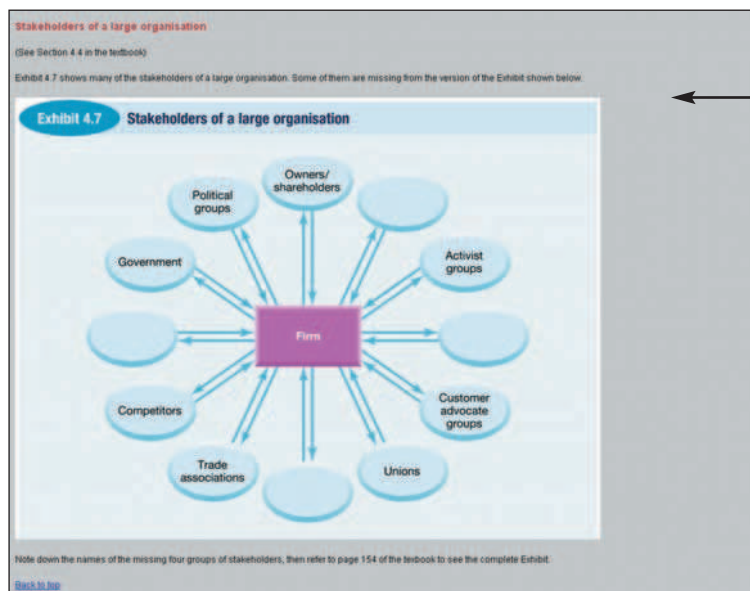 Stakeholders of a large organisation
(See Section 4.4 in the textbook)
Exhibit 4.7 shows many of the stakeholders of a large organisation. Some of them are missing from the version of the Exhibit shown below.
Exhibit 4.7 Stakeholders of a large organisation
Owners/
shareholders
Political
groups
Government
Activist
groups
Firm
Competitors
Customer
advocate
groups
Trade
associations
Unions
Note down the names of the missing four groups of stakeholders, then refer to page 154 of the textbook to see the complete Exhibit.
Back to top